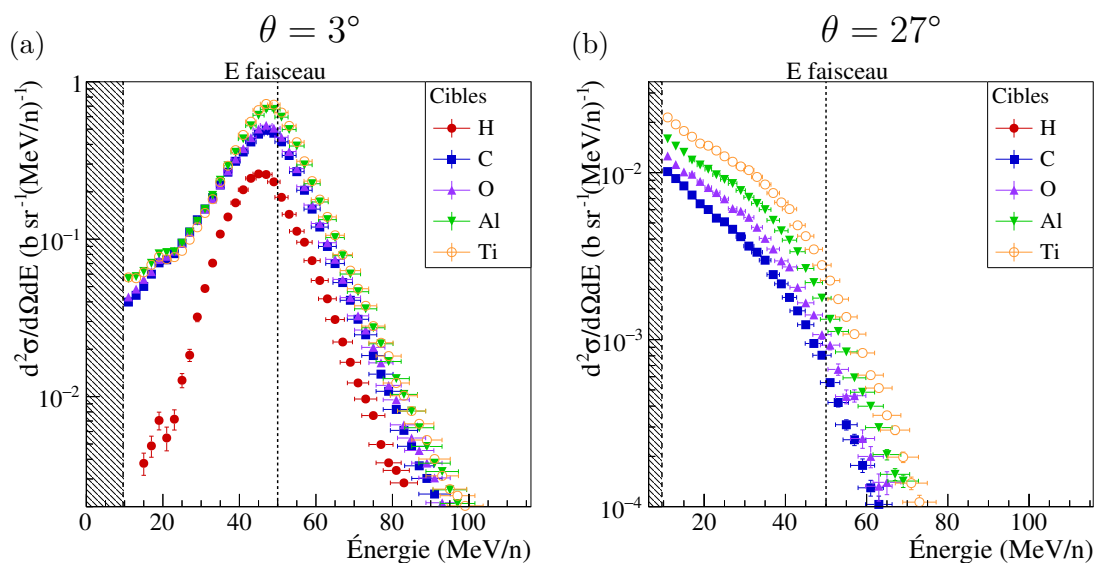 (a)
θ = 3°
E faisceau
d²σ/dΩdE (b sr⁻¹(MeV/n)⁻¹)
1
10⁻¹
10⁻²
Cibles
H
C
O
Al
Ti
0 20 40 60 80 100
Énergie (MeV/n)
(b)
θ = 27°
E faisceau
d²σ/dΩdE (b sr⁻¹(MeV/n)⁻¹)
10⁻²
10⁻³
10⁻⁴
Cibles
H
C
O
Al
Ti
20 40 60 80 100
Énergie (MeV/n)